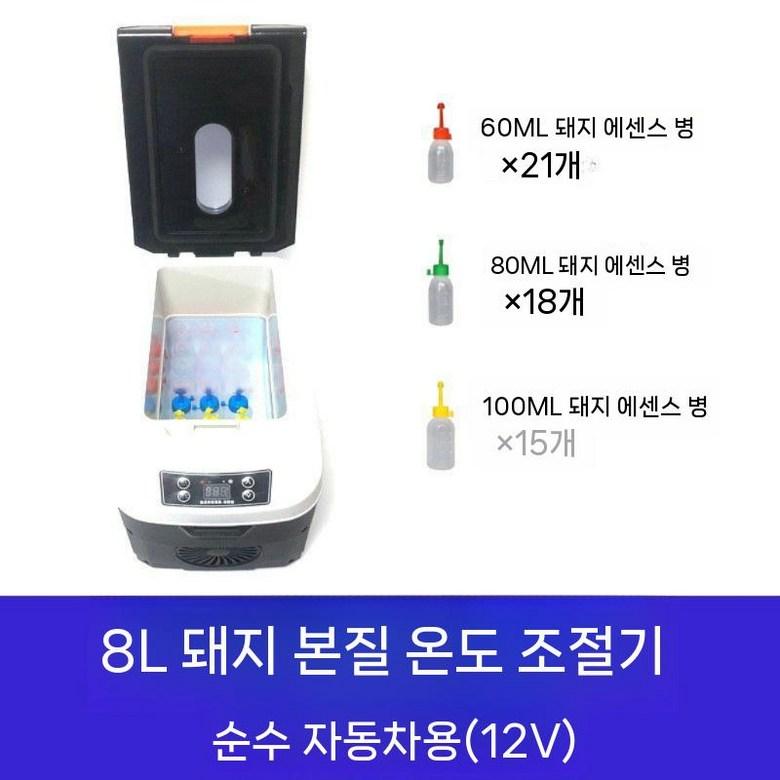 60ML 돼지 에센스 병
×21개
80ML 돼지 에센스 병
×18개
100ML 돼지 에센스 병
×15개
8L 돼지 본질 온도 조절기
순수 자동차용(12V)